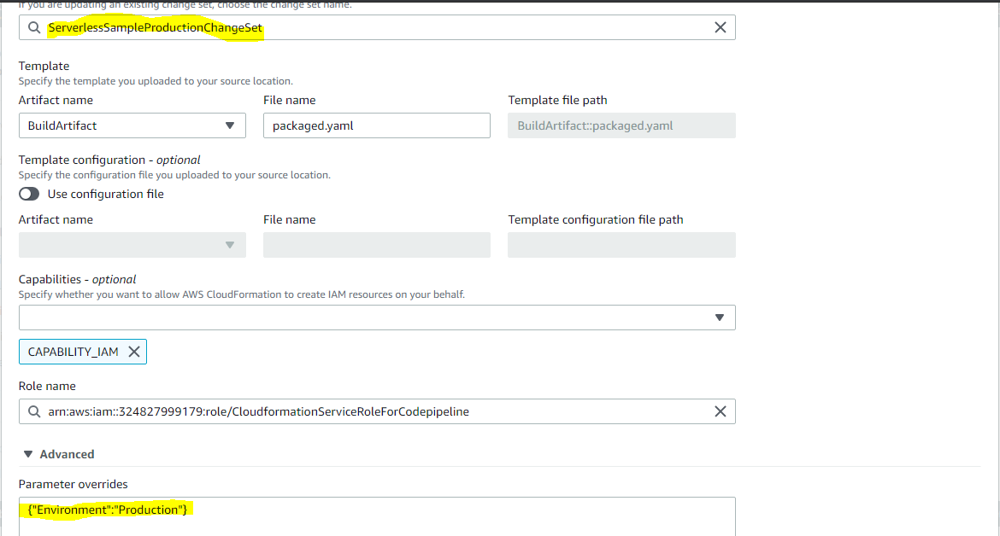 If you are updating an existing change set, choose the change set name.
ServerlessSampleProductionChangeSet
Template
Specify the template you uploaded to your source location.
Artifact name File name Template file path
BuildArtifact packaged.yaml BuildArtifact::packaged.yaml
Template configuration - optional
Specify the configuration file you uploaded to your source location.
Use configuration file
Artifact name File name Template configuration file path
Capabilities - optional
Specify whether you want to allow AWS CloudFormation to create IAM resources on your behalf.
CAPABILITY_IAM
Role name
arn:aws:iam::324827999179:role/CloudformationServiceRoleForCodepipeline
Advanced
Parameter overrides
{"Environment":"Production"}